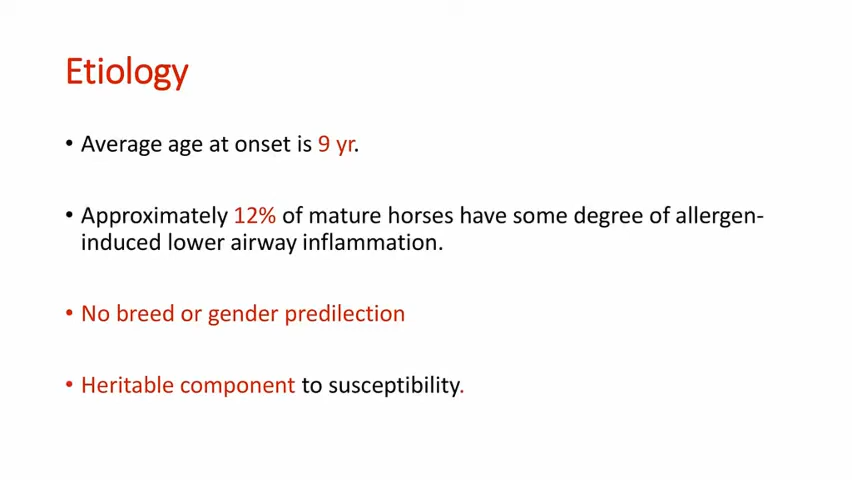 Etiology
• Average age at onset is 9 yr.
• Approximately 12% of mature horses have some degree of allergen-
induced lower airway inflammation.
• No breed or gender predilection
• Heritable component to susceptibility.